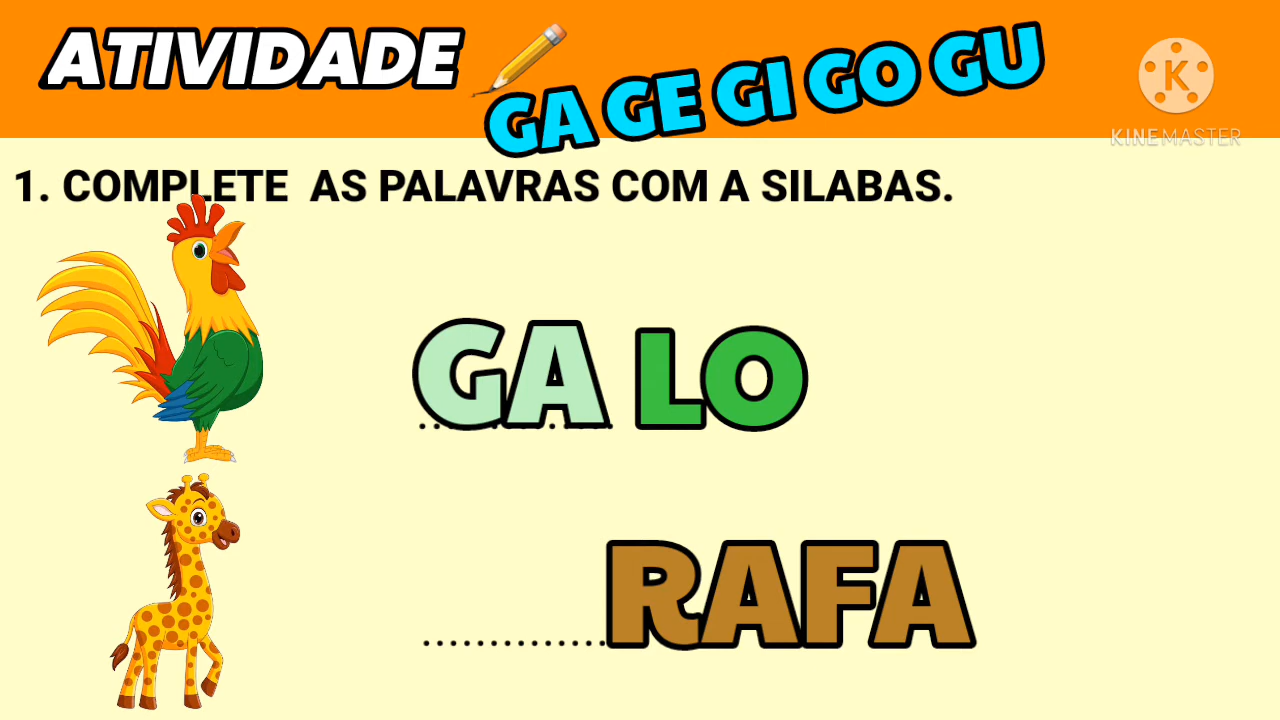 ATIVIDADE
GA GE GI GO GU
K
KINEMASTER
1. COMPLETE AS PALAVRAS COM A SILABAS.
GA LO
..............RAFA